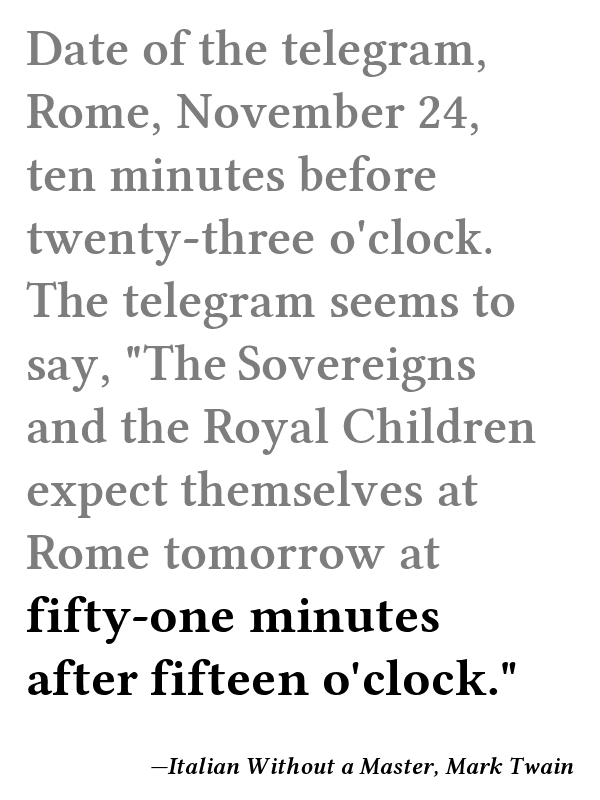 Date of the telegram,
Rome, November 24,
ten minutes before
twenty-three o'clock.
The telegram seems to
say, "The Sovereigns
and the Royal Children
expect themselves at
Rome tomorrow at
fifty-one minutes
after fifteen o'clock."
—Italian Without a Master, Mark Twain